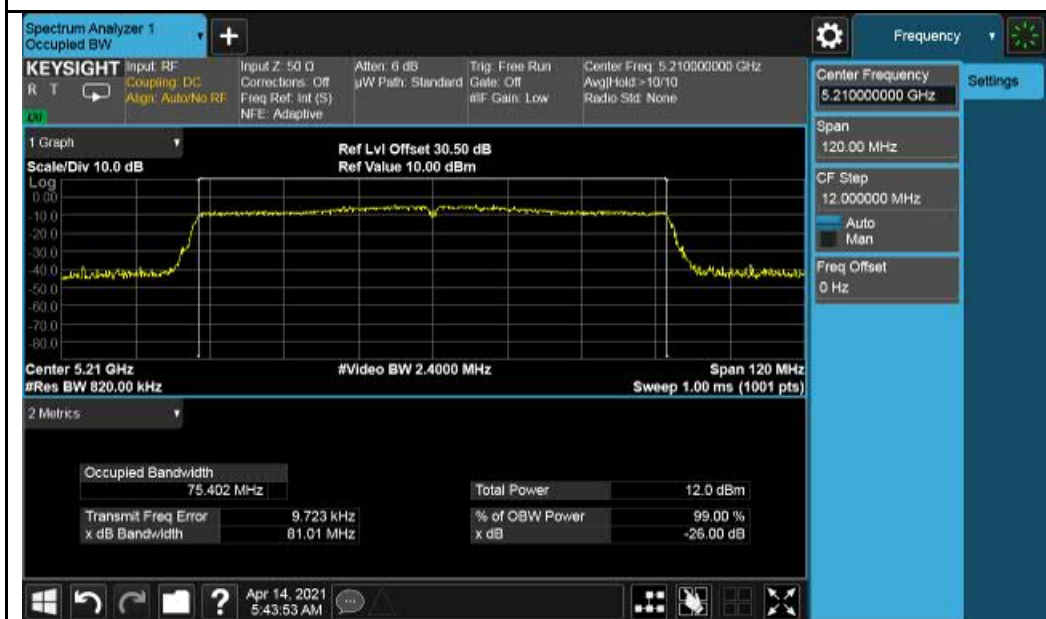 Spectrum Analyzer 1
Occupied BW
+
Frequency
KEYSIGHT
R T
Input: RF
Coupling: DC
Align: Auto/No RF
Input Z: 50 Ω
Corrections: Off
Freq Ref: Int (S)
NFE: Adaptive
Atten: 6 dB
µW Path: Standard
Trig: Free Run
Gate: Off
#IF Gain: Low
Center Freq: 5.210000000 GHz
Avg|Hold:>10/10
Radio Std: None
Center Frequency
5.210000000 GHz
Settings
Span
120.00 MHz
CF Step
12.000000 MHz
Auto
Man
Freq Offset
0 Hz
1 Graph
Scale/Div 10.0 dB
Ref Lvl Offset 30.50 dB
Ref Value 10.00 dBm
Log
0.00
-10.0
-20.0
-30.0
-40.0
-50.0
-60.0
-70.0
-80.0
Center 5.21 GHz
#Video BW 2.4000 MHz
Span 120 MHz
#Res BW 820.00 kHz
Sweep 1.00 ms (1001 pts)
2 Metrics
Occupied Bandwidth
75.402 MHz
Total Power 12.0 dBm
Transmit Freq Error 9.723 kHz
% of OBW Power 99.00 %
x dB Bandwidth 81.01 MHz
x dB -26.00 dB
?
Apr 14, 2021
5:43:53 AM